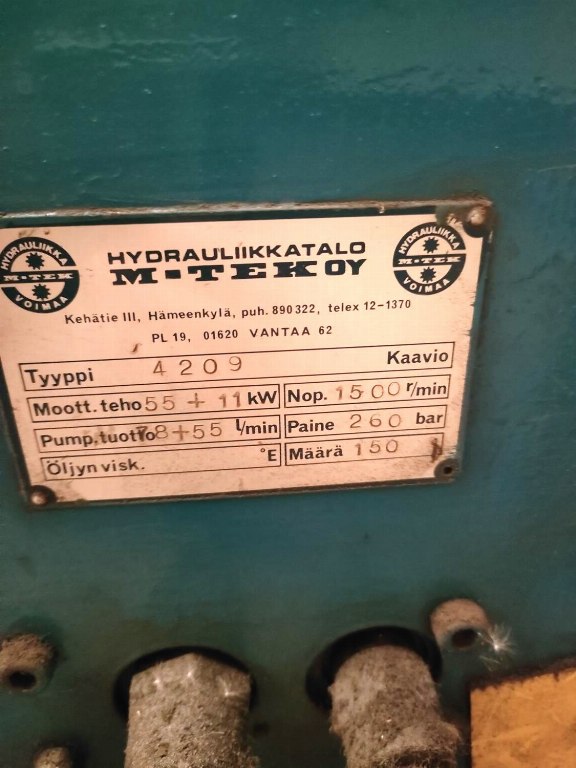 HYDRAULIIKKA
M-TEK
VOIMAA
HYDRAULIIKKATALO
M-TEK OY
HYDRAULIIKKA
M-TEK
VOIMAA
Kehätie III, Hämeenkylä, puh. 890322, telex 12-1370
PL 19, 01620 VANTAA 62
Tyyppi 4209 Kaavio
Moott. teho 55 + 11 kW Nop. 1500 r/min
Pump. tuotto 78+55 l/min Paine 260 bar
Öljyn visk. °E Määrä 150 l